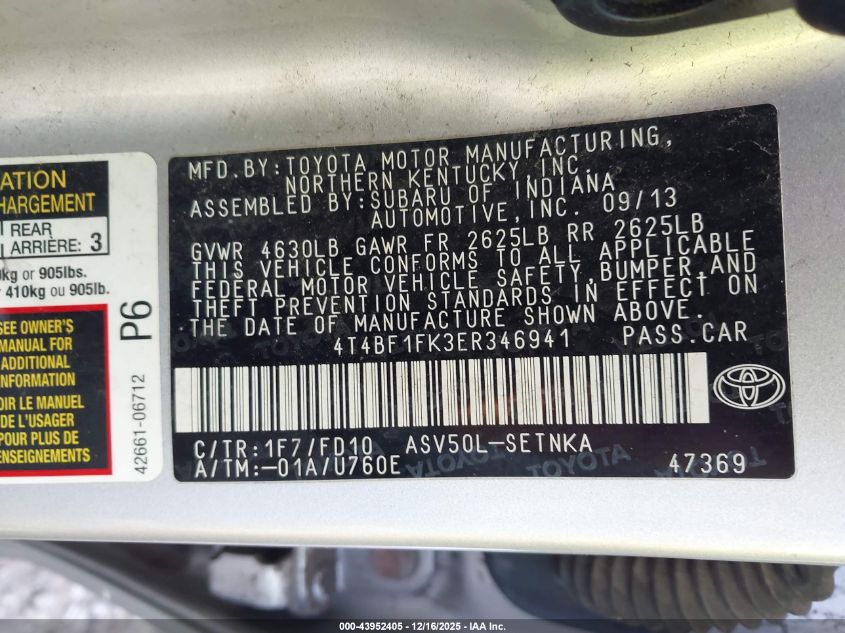 ATION
HARGEMENT
REAR
ARRIÈRE: 3
kg or 905lbs.
410kg ou 905lb.
SEE OWNER'S
MANUAL FOR
ADDITIONAL
INFORMATION
OIR LE MANUEL
DE L'USAGER
POUR PLUS DE
RENSEIGNEMENTS
P6
42661-06712
MFD.BY:TOYOTA MOTOR MANUFACTURING,
NORTHERN KENTUCKY, INC.
ASSEMBLED BY:SUBARU OF INDIANA
AUTOMOTIVE,INC. 09/13
GVWR 4630LB GAWR FR 2625LB RR 2625LB
THIS VEHICLE CONFORMS TO ALL APPLICABLE
FEDERAL MOTOR VEHICLE SAFETY,BUMPER,AND
THEFT PREVENTION STANDARDS IN EFFECT ON
THE DATE OF MANUFACTURE SHOWN ABOVE.
4T4BF1FK3ER346941 PASS.CAR
C/TR:1F7/FD10 ASV50L-SETNKA
A/TM:-01A/U760E 47369
000-43952405 - 12/16/2025 - IAA Inc.